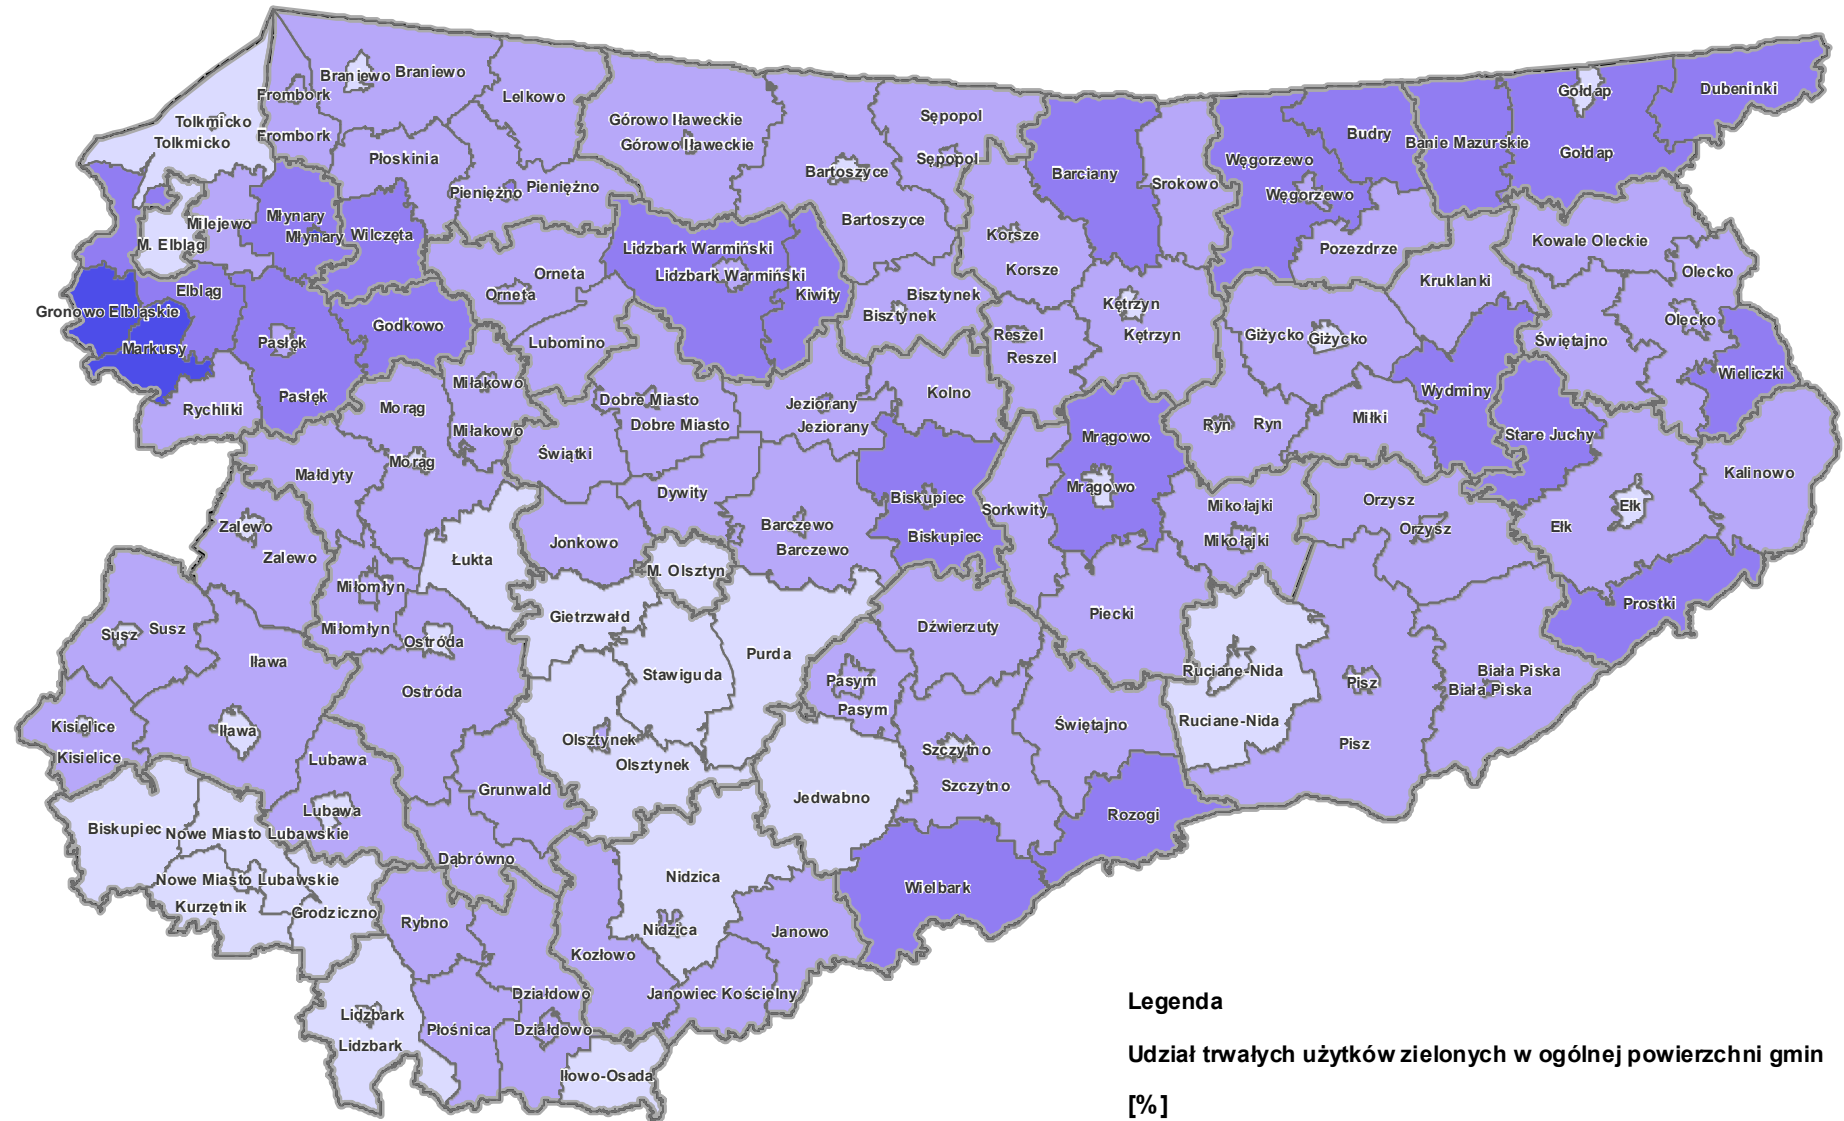 Braniewo
Braniewo
Frombork
Lelkowo
Tolkmicko
Tolkmicko
Frombork
Płoskinia
Górowo Iławeckie
Górowo Iławeckie
Sępopol
Sępopol
Bartoszyce
Bartoszyce
Barciany
Srokowo
Węgorzewo
Węgorzewo
Budry
Banie Mazurskie
Gołdap
Gołdap
Dubeninki
Pieniężno
Pieniężno
Milejewo
Młynary
Młynary
Wilczęta
M. Elbląg
Elbląg
Gronowo Elbląskie
Markusy
Pasłęk
Pasłęk
Godkowo
Rychliki
Orneta
Orneta
Lubomino
Lidzbark Warmiński
Lidzbark Warmiński
Kiwity
Bisztynek
Bisztynek
Korsze
Korsze
Reszel
Reszel
Kętrzyn
Kętrzyn
Pozezdrze
Kruklanki
Giżycko
Giżycko
Kowale Oleckie
Olecko
Olecko
Świętajno
Wieliczki
Wydminy
Stare Juchy
Miłki
Ryn
Ryn
Kalinowo
Ełk
Ełk
Prostki
Orzysz
Orzysz
Mikołajki
Mikołajki
Mrągowo
Mrągowo
Sorkwity
Piecki
Kolno
Jeziorany
Jeziorany
Dobre Miasto
Dobre Miasto
Świątki
Dywity
Barczewo
Barczewo
Biskupiec
Biskupiec
Miłakowo
Miłakowo
Morąg
Morąg
Małdyty
Zalewo
Zalewo
Łukta
Jonkowo
M. Olsztyn
Gietrzwałd
Stawiguda
Purda
Olsztynek
Olsztynek
Miłomłyn
Miłomłyn
Ostróda
Ostróda
Susz
Susz
Iława
Iława
Kisielice
Kisielice
Lubawa
Lubawa
Grunwald
Dąbrówno
Biskupiec
Nowe Miasto Lubawskie
Nowe Miasto Lubawskie
Kurzętnik
Grodziczno
Rybno
Lidzbark
Lidzbark
Płośnica
Działdowo
Działdowo
Iłowo-Osada
Kozłowo
Nidzica
Nidzica
Janowo
Janowiec Kościelny
Jedwabno
Pasym
Pasym
Dźwierzuty
Szczytno
Szczytno
Świętajno
Rozogi
Wielbark
Ruciane-Nida
Ruciane-Nida
Pisz
Pisz
Biała Piska
Biała Piska
Legenda
Udział trwałych użytków zielonych w ogólnej powierzchni gmin
[%]